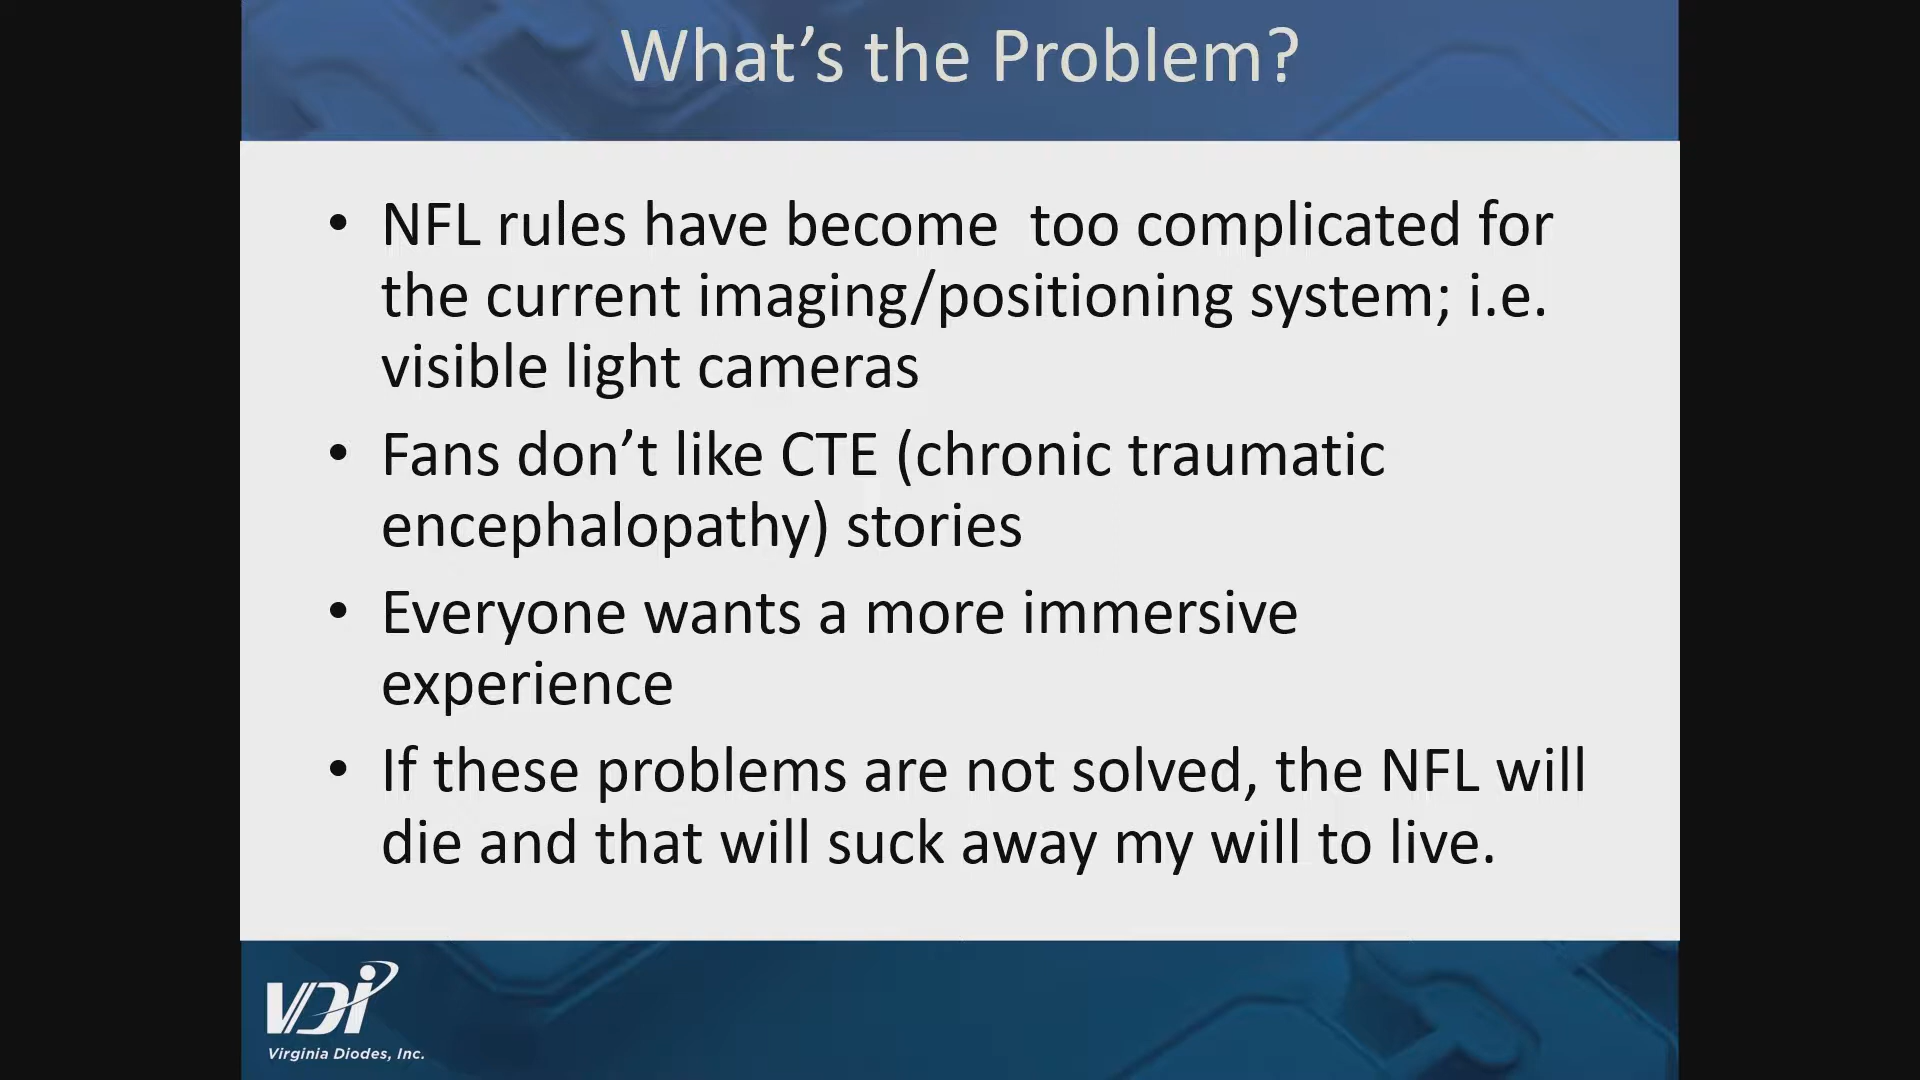 What’s the Problem?
• NFL rules have become  too complicated for
the current imaging/positioning system; i.e.
visible light cameras
• Fans don’t like CTE (chronic traumatic
encephalopathy) stories
• Everyone wants a more immersive
experience
• If these problems are not solved, the NFL will
die and that will suck away my will to live.
VDi
Virginia Diodes, Inc.